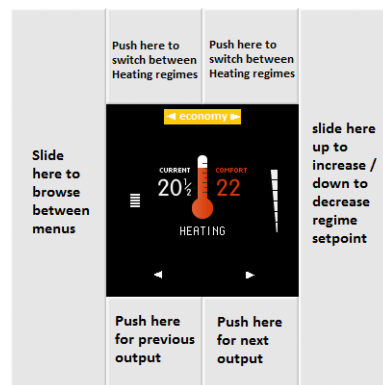 Push here to
switch between
Heating regimes
Push here to
switch between
Heating regimes
economy
Slide
here to
browse
between
menus
CURRENT
20½
COMFORT
22
HEATING
slide here
up to
increase /
down to
decrease
regime
setpoint
Push here
for previous
output
Push here
for next
output